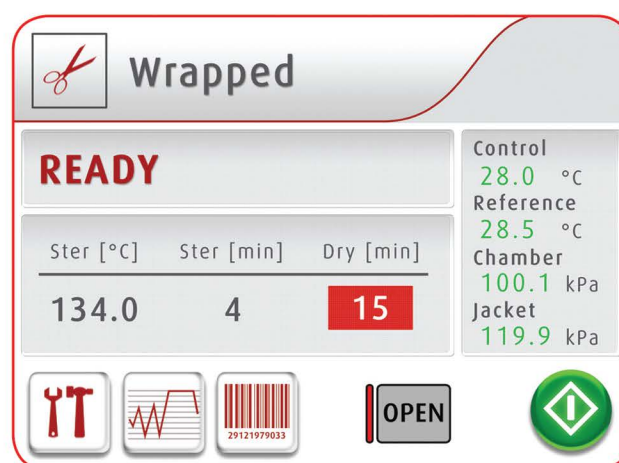 Wrapped
READY
Ster [°C] Ster [min] Dry [min]
134.0 4 15
Control
28.0 °C
Reference
28.5 °C
Chamber
100.1 kPa
Jacket
119.9 kPa
29121979033
OPEN